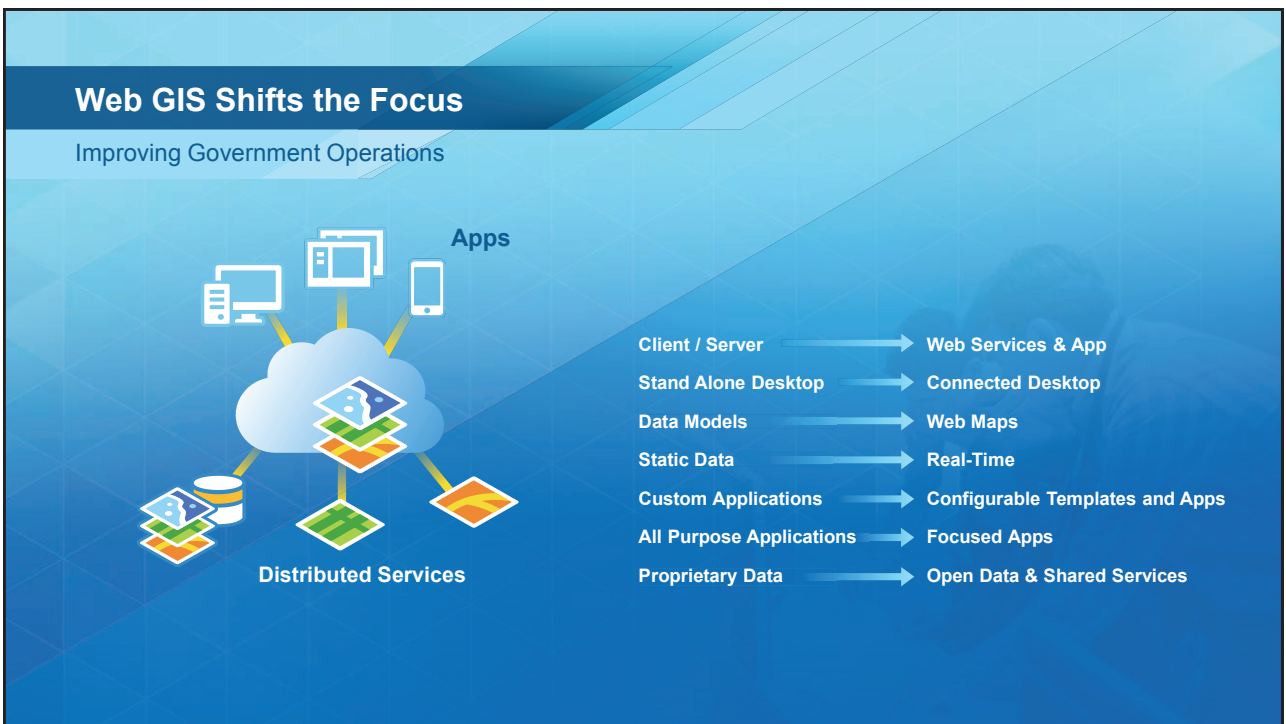 Web GIS Shifts the Focus
Improving Government Operations
Apps
Distributed Services
Client / Server Web Services & App
Stand Alone Desktop Connected Desktop
Data Models Web Maps
Static Data Real-Time
Custom Applications Configurable Templates and Apps
All Purpose Applications Focused Apps
Proprietary Data Open Data & Shared Services